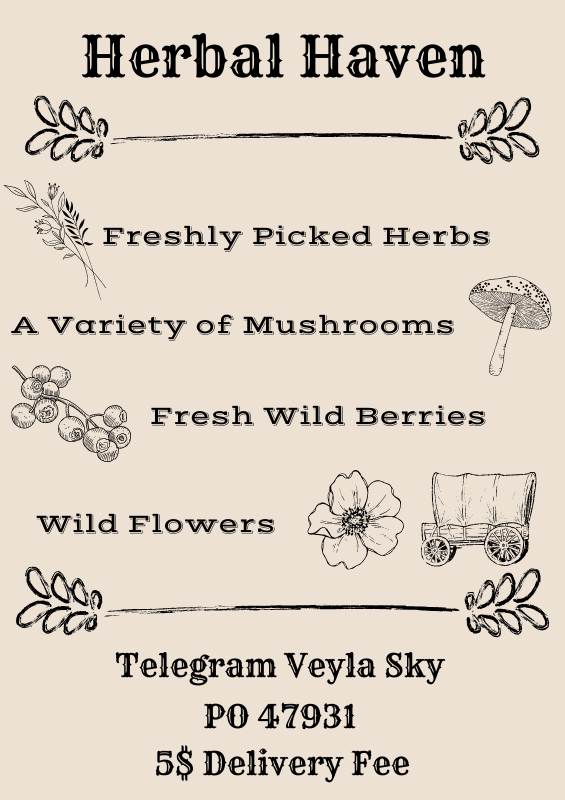 Herbal Haven
Freshly Picked Herbs
A Variety of Mushrooms
Fresh Wild Berries
Wild Flowers
Telegram Veyla Sky
PO 47931
5$ Delivery Fee